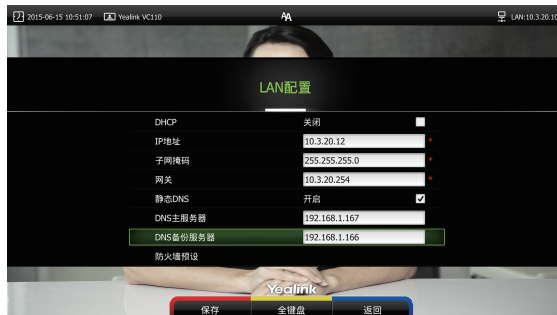 2015-06-15 10:51:07 Yealink VC110 LAN:10.3.20.10
LAN配置
DHCP 关闭
IP地址 10.3.20.12 *
子网掩码 255.255.255.0 *
网关 10.3.20.254 *
静态DNS 开启
DNS主服务器 192.168.1.167
DNS备份服务器 192.168.1.166
防火墙预设
Yealink
保存 全键盘 返回